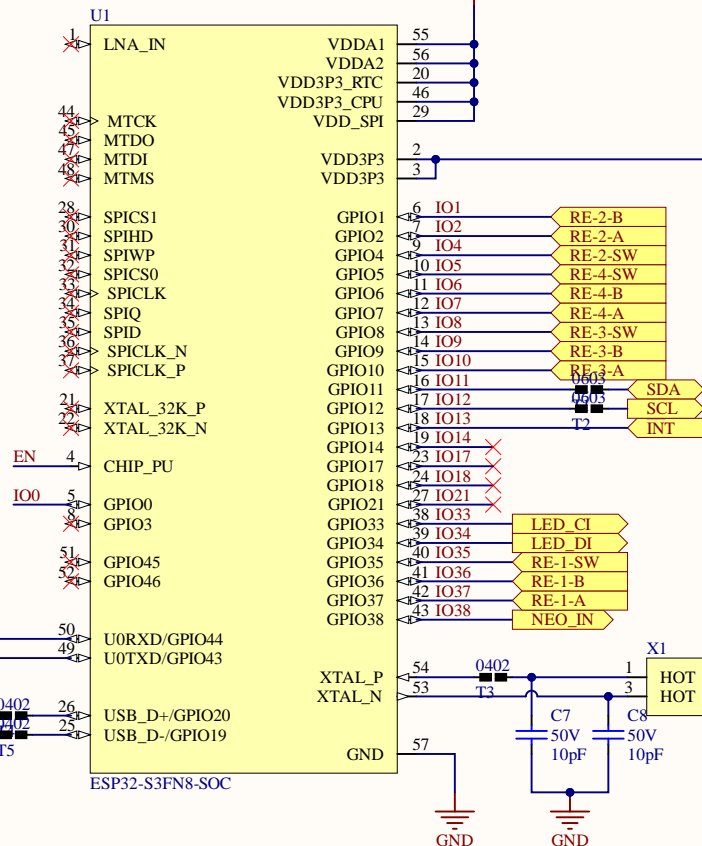 U1
1 LNA_IN VDDA1 55
VDDA2 56
VDD3P3_RTC 20
VDD3P3_CPU 46
44 MTCK VDD_SPI 29
45 MTDO
47 MTDI VDD3P3 2
48 MTMS VDD3P3 3
28 SPICS1 GPIO1 6 IO1 RE-2-B
30 SPIHD GPIO2 7 IO2 RE-2-A
31 SPIWP GPIO4 9 IO4 RE-2-SW
32 SPICS0 GPIO5 10 IO5 RE-4-SW
33 SPICLK GPIO6 11 IO6 RE-4-B
34 SPIQ GPIO7 12 IO7 RE-4-A
35 SPID GPIO8 13 IO8 RE-3-SW
36 SPICLK_N GPIO9 14 IO9 RE-3-B
37 SPICLK_P GPIO10 15 IO10 RE-3-A
0603
GPIO11 16 IO11 SDA
21 XTAL_32K_P GPIO12 17 IO12 0603 SCL
22 XTAL_32K_N GPIO13 18 IO13 T2 INT
GPIO14 19 IO14
EN 4 CHIP_PU GPIO17 23 IO17
GPIO18 24 IO18
IO0 5 GPIO0 GPIO21 27 IO21
8 GPIO3 GPIO33 38 IO33 LED_CI
GPIO34 39 IO34 LED_DI
51 GPIO45 GPIO35 40 IO35 RE-1-SW
52 GPIO46 GPIO36 41 IO36 RE-1-B
GPIO37 42 IO37 RE-1-A
GPIO38 43 IO38 NEO_IN
50 U0RXD/GPIO44
49 U0TXD/GPIO43
X1
XTAL_P 54 0402 1 HOT
XTAL_N 53 T3 3 HOT
0402 26 USB_D+/GPIO20 C7 C8
0402 25 USB_D-/GPIO19 50V 50V
T5 GND 57 10pF 10pF
ESP32-S3FN8-SOC
GND GND